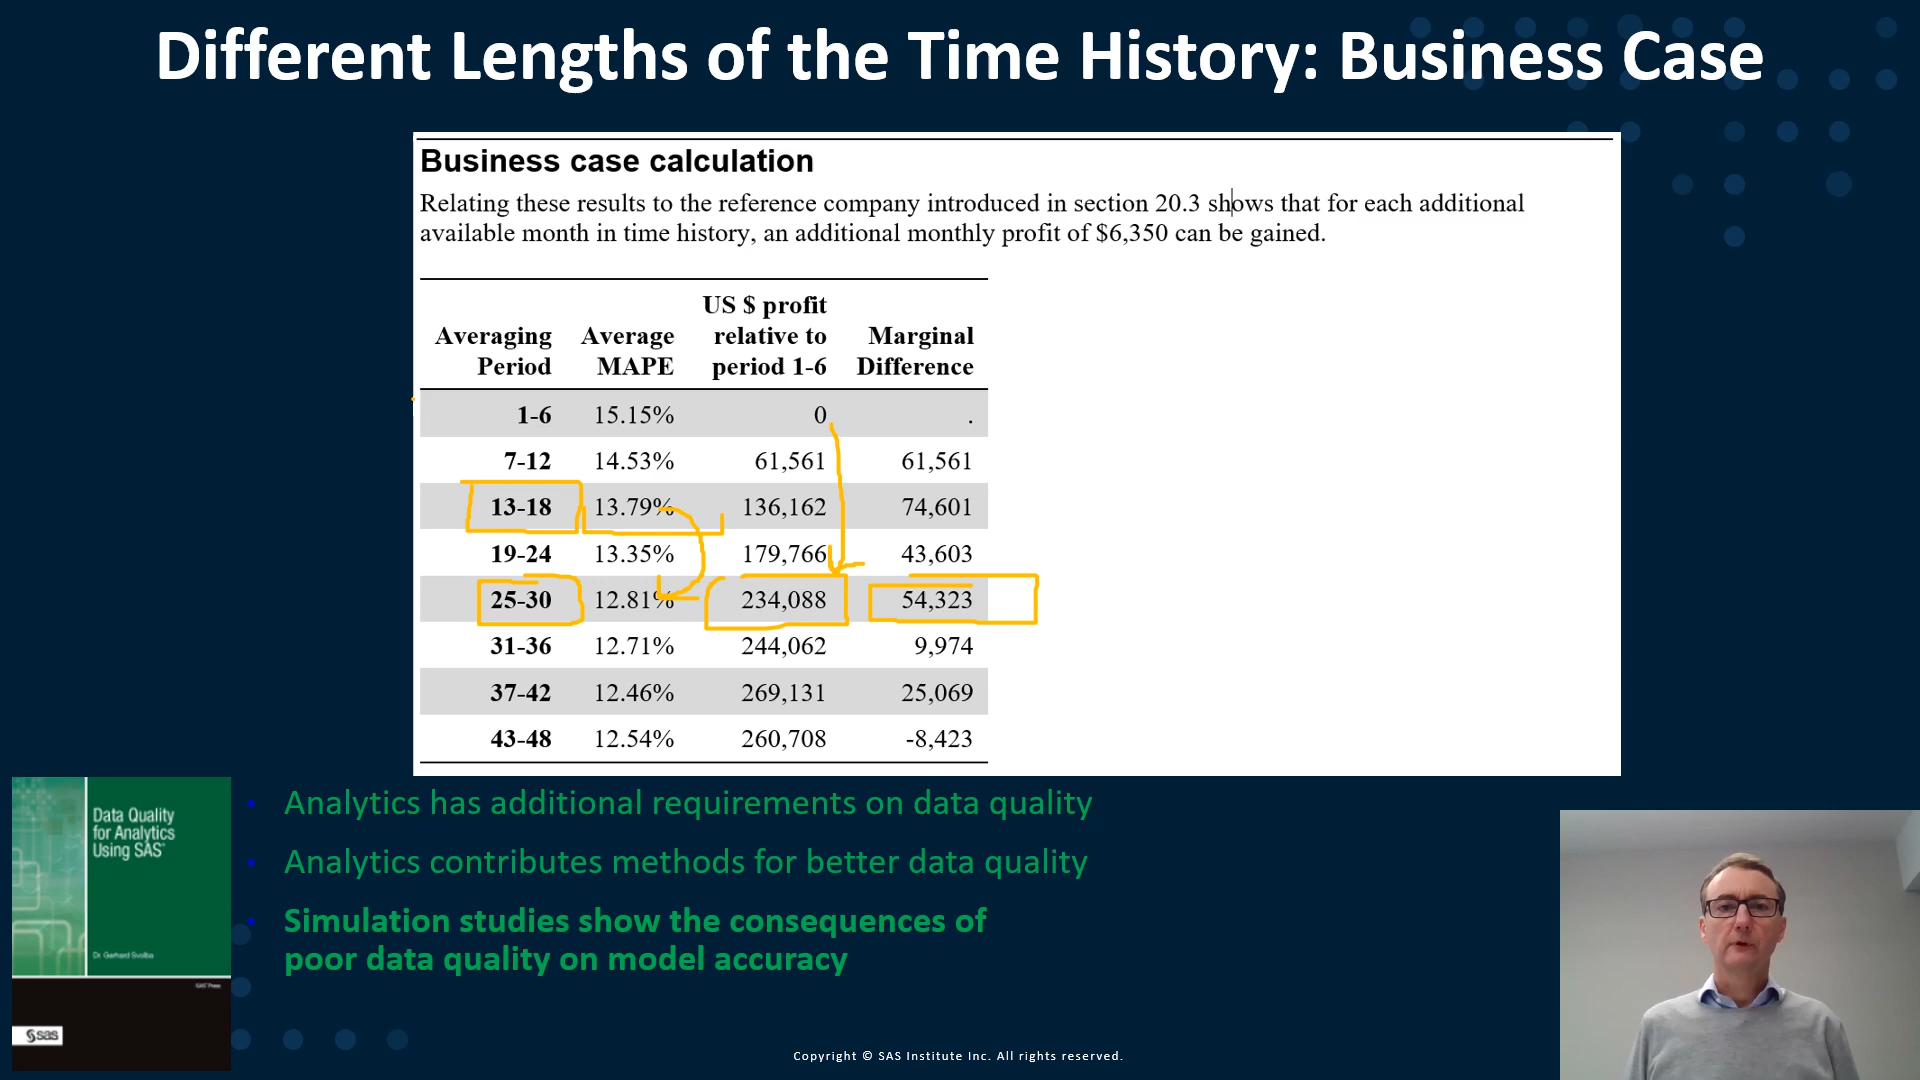 Different Lengths of the Time History: Business Case
Business case calculation
Relating these results to the reference company introduced in section 20.3 shows that for each additional
available month in time history, an additional monthly profit of $6,350 can be gained.
Averaging Period Average MAPE US $ profit relative to period 1-6 Marginal Difference
1-6 15.15% 0 .
7-12 14.53% 61,561 61,561
13-18 13.79% 136,162 74,601
19-24 13.35% 179,766 43,603
25-30 12.81% 234,088 54,323
31-36 12.71% 244,062 9,974
37-42 12.46% 269,131 25,069
43-48 12.54% 260,708 -8,423
• Analytics has additional requirements on data quality
• Analytics contributes methods for better data quality
• Simulation studies show the consequences of
poor data quality on model accuracy
Data Quality
for Analytics
Using SAS®
Dr. Gerhard Svolba
SAS Press
sas
Copyright © SAS Institute Inc. All rights reserved.